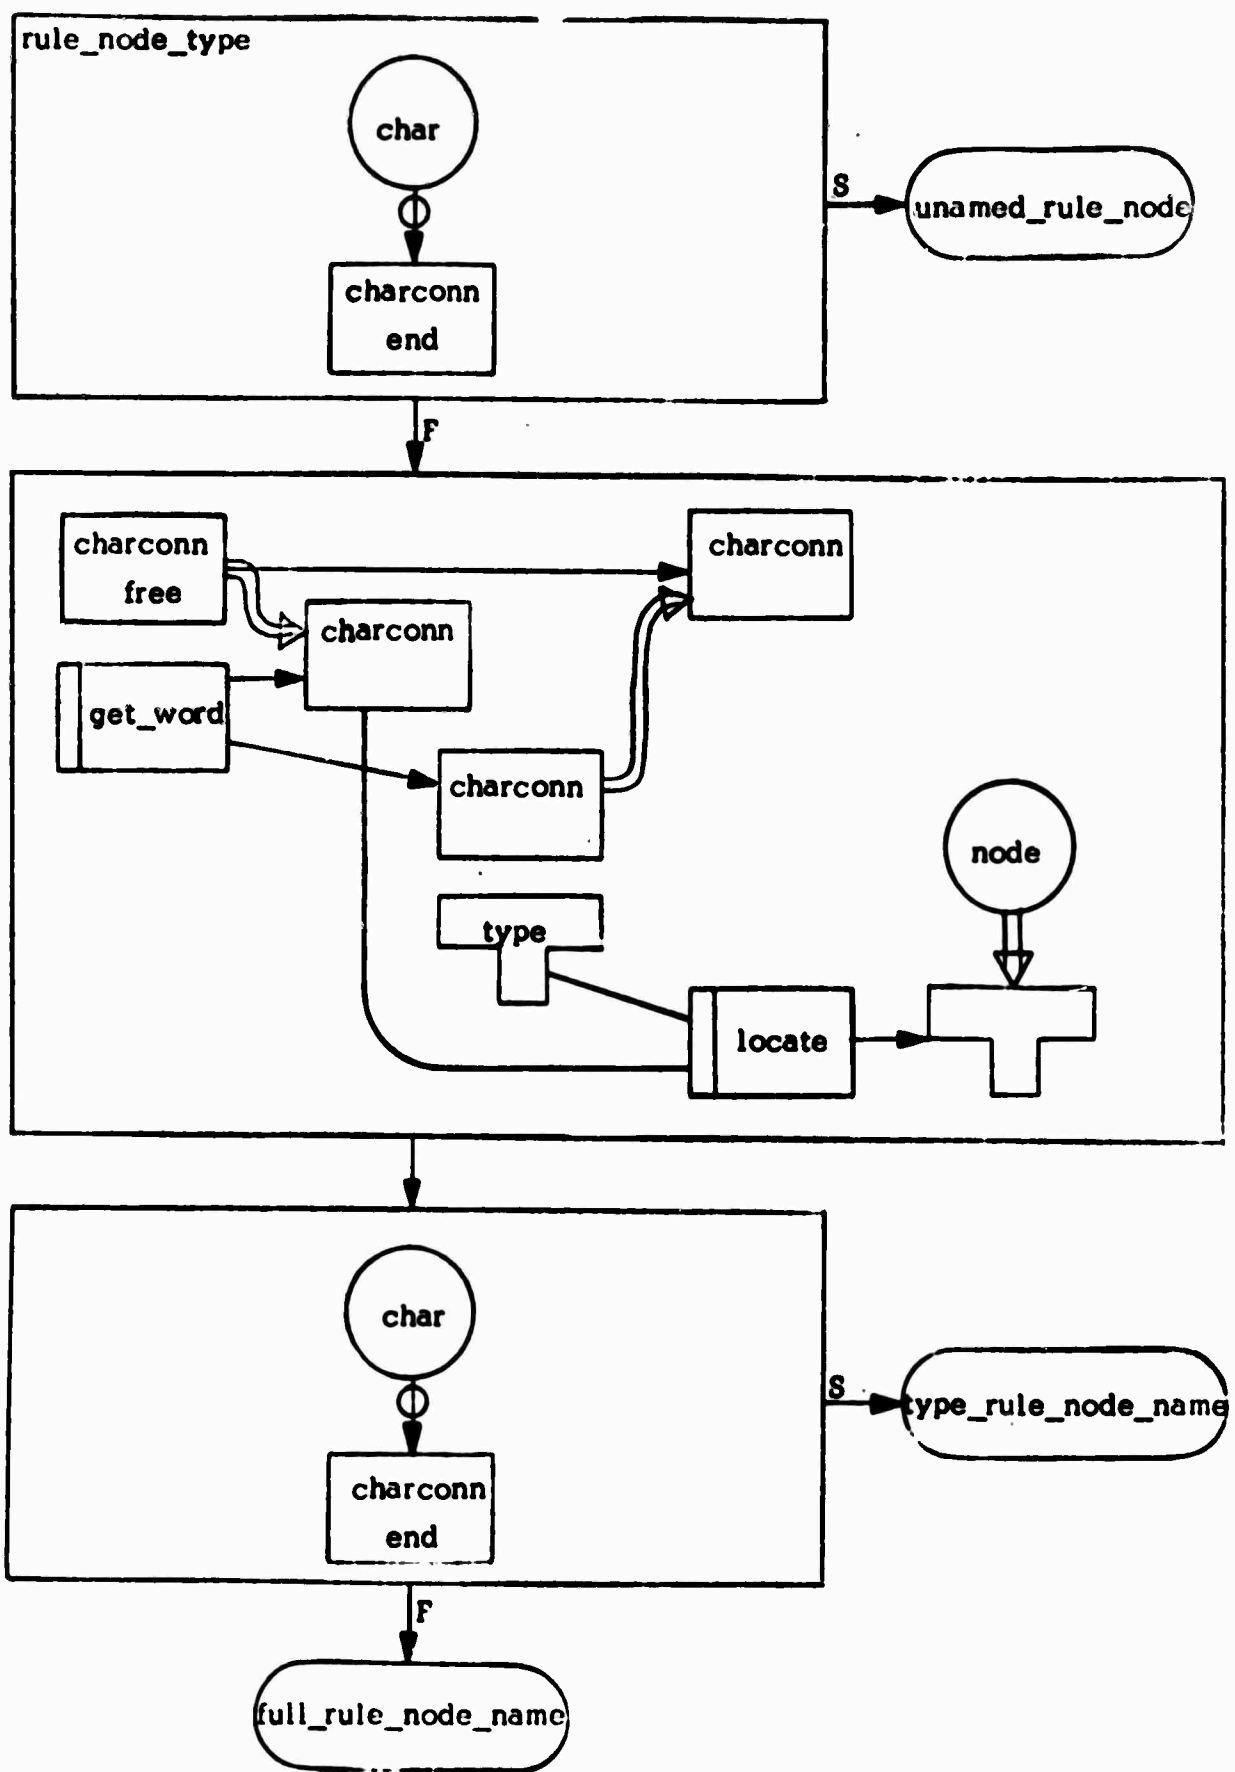 rule_node_type
char
S
unamed_rule_node
charconn
end
F
charconn
free
charconn
charconn
get_word
charconn
node
type
locate
char
S
type_rule_node_name
charconn
end
F
full_rule_node_name